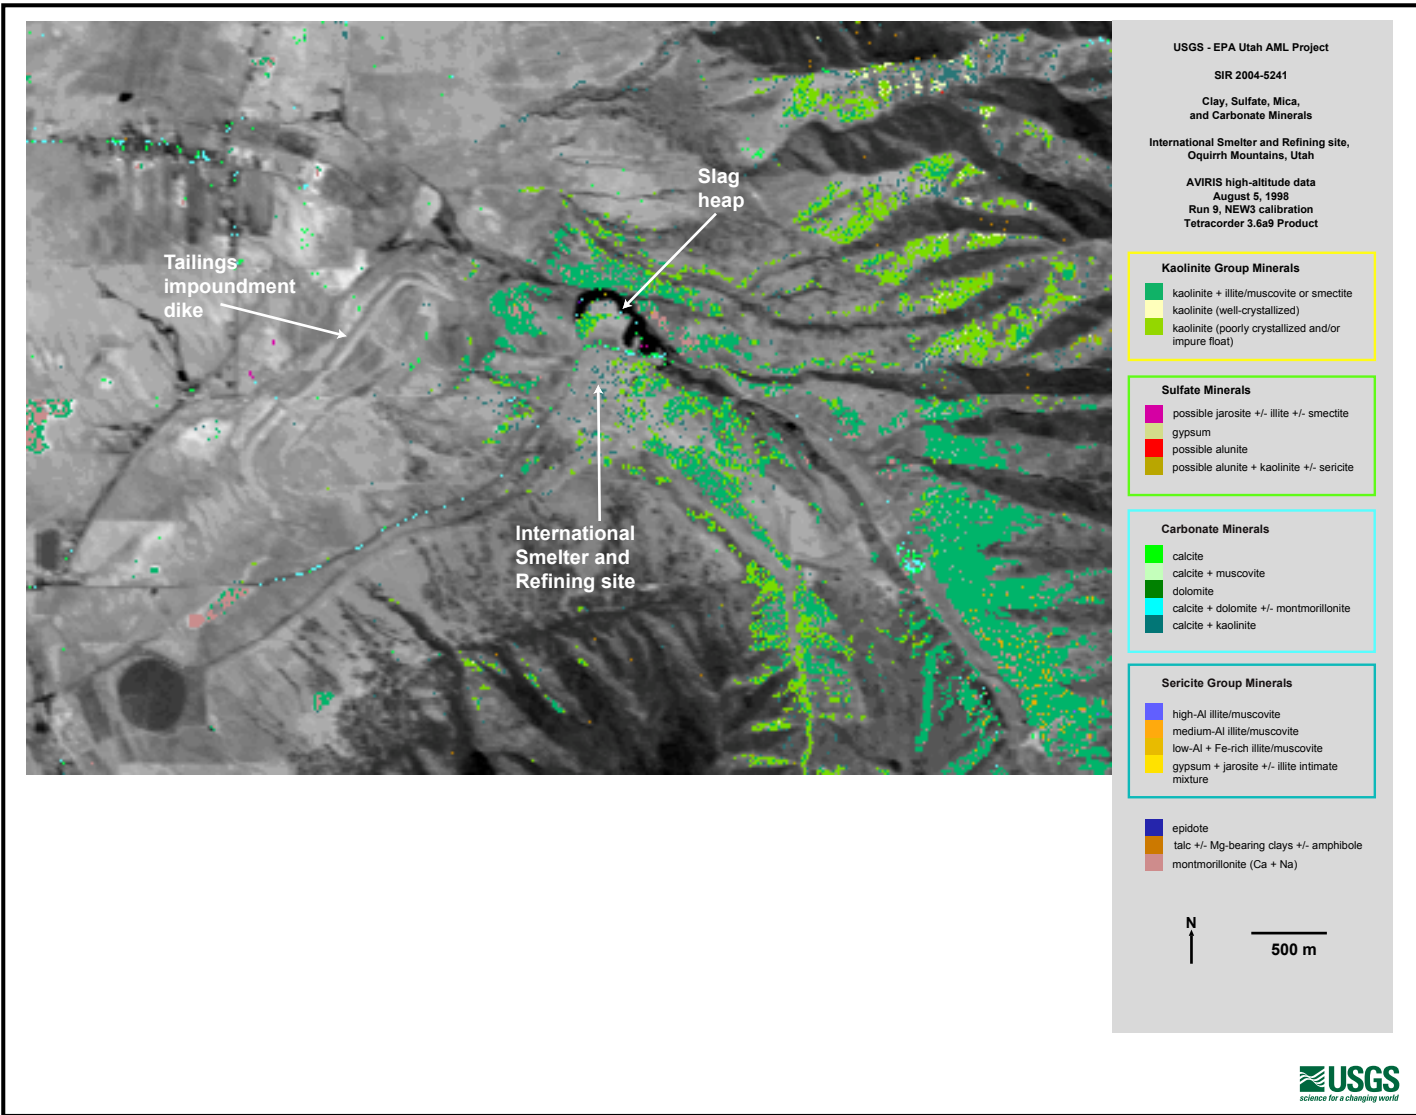 USGS - EPA Utah AML Project
SIR 2004-5241
Clay, Sulfate, Mica,
and Carbonate Minerals
International Smelter and Refining site,
Oquirrh Mountains, Utah
AVIRIS high-altitude data
August 5, 1998
Run 9, NEW3 calibration
Tetracorder 3.6a9 Product
Slag
heap
Tailings
impoundment
dike
International
Smelter and
Refining site
Kaolinite Group Minerals
kaolinite + illite/muscovite or smectite
kaolinite (well-crystallized)
kaolinite (poorly crystallized and/or
impure float)
Sulfate Minerals
possible jarosite +/- illite +/- smectite
gypsum
possible alunite
possible alunite + kaolinite +/- sericite
Carbonate Minerals
calcite
calcite + muscovite
dolomite
calcite + dolomite +/- montmorillonite
calcite + kaolinite
Sericite Group Minerals
high-Al illite/muscovite
medium-Al illite/muscovite
low-Al + Fe-rich illite/muscovite
gypsum + jarosite +/- illite intimate
mixture
epidote
talc +/- Mg-bearing clays +/- amphibole
montmorillonite (Ca + Na)
N
500 m
USGS
science for a changing world